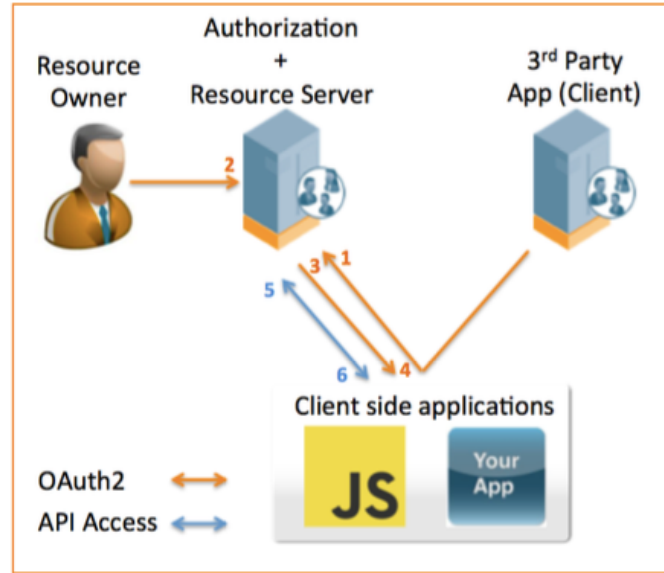 Resource
Owner
Authorization
+
Resource Server
3rd Party
App (Client)
2
3
1
5
6
4
Client side applications
JS
Your
App
OAuth2
API Access